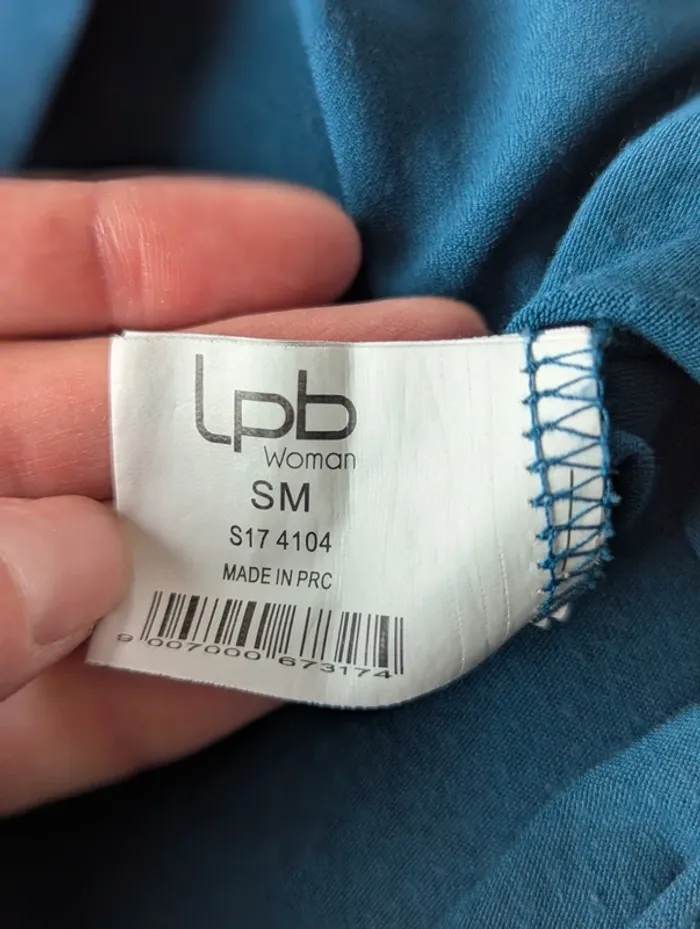 lpb
Woman
SM
S17 4104
MADE IN PRC
9 007000 673174